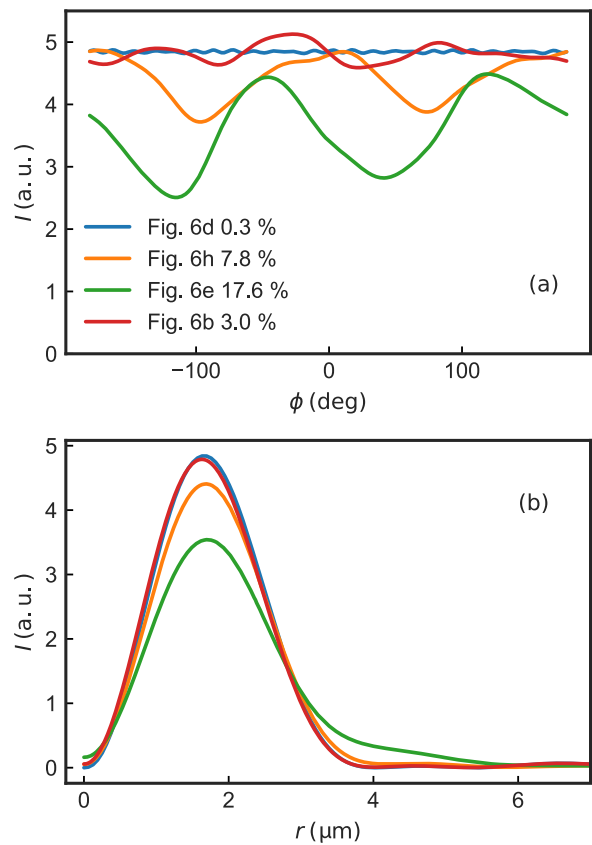 5
4
3
2
1
0
I (a. u.)
Fig. 6d 0.3 %
Fig. 6h 7.8 %
Fig. 6e 17.6 %
Fig. 6b 3.0 %
(a)
−100 0 100
ϕ (deg)
5
4
3
2
1
0
I (a. u.)
(b)
0 2 4 6
r (μm)